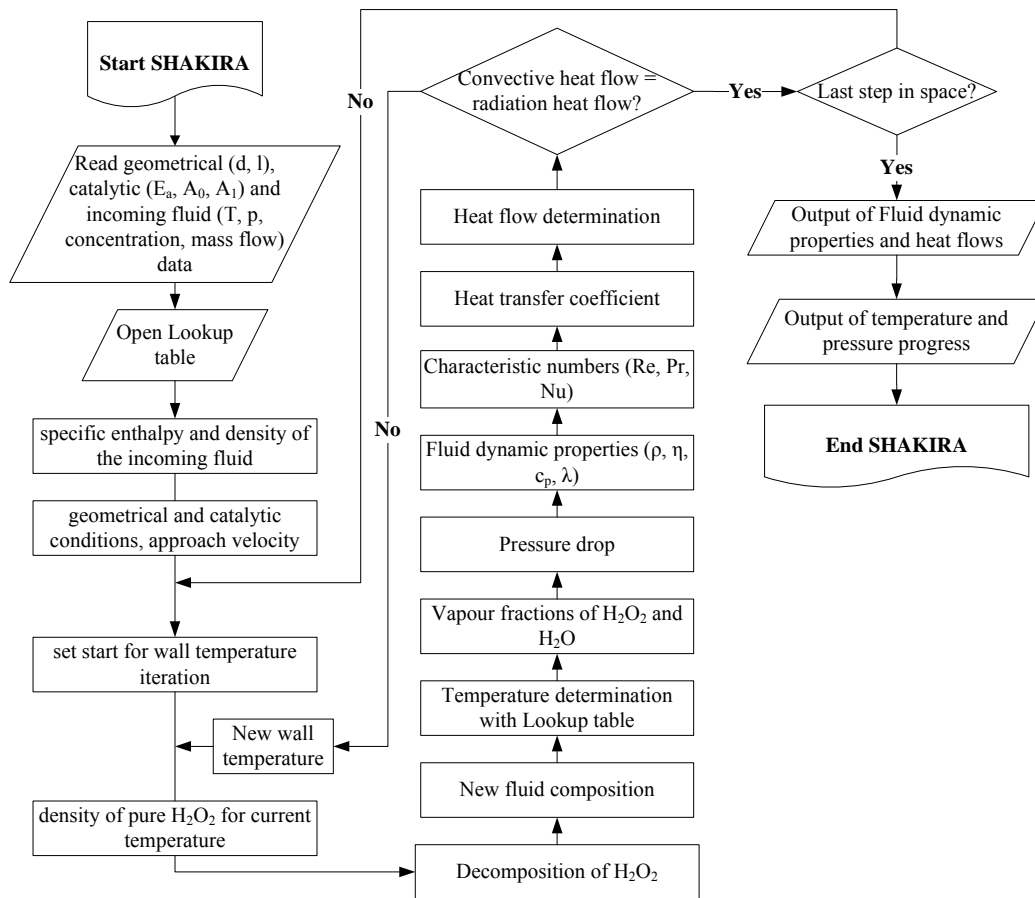 Start SHAKIRA
Read geometrical (d, l),
catalytic (Eₐ, A₀, A₁) and
incoming fluid (T, p,
concentration, mass flow)
data
Open Lookup
table
specific enthalpy and density of
the incoming fluid
geometrical and catalytic
conditions, approach velocity
set start for wall temperature
iteration
New wall
temperature
density of pure H₂O₂ for current
temperature
Decomposition of H₂O₂
New fluid composition
Temperature determination
with Lookup table
Vapour fractions of H₂O₂ and
H₂O
Pressure drop
Fluid dynamic properties (ρ, η,
cₚ, λ)
Characteristic numbers (Re, Pr,
Nu)
Heat transfer coefficient
Heat flow determination
Convective heat flow =
radiation heat flow?
No
No
Yes
Last step in space?
Yes
Output of Fluid dynamic
properties and heat flows
Output of temperature and
pressure progress
End SHAKIRA